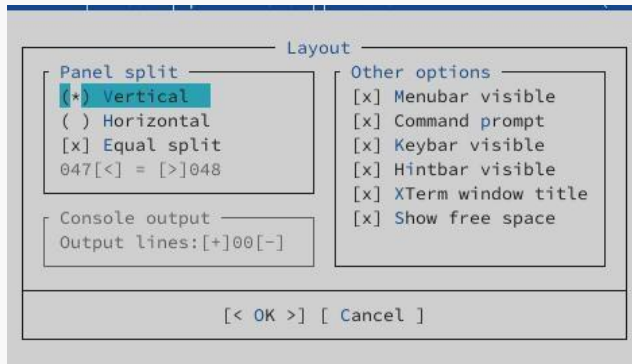 Layout
Panel split
(*) Vertical
( ) Horizontal
[x] Equal split
047[<] = [>]048
Console output
Output lines:[+]00[-]
Other options
[x] Menubar visible
[x] Command prompt
[x] Keybar visible
[x] Hintbar visible
[x] XTerm window title
[x] Show free space
[< OK >] [ Cancel ]